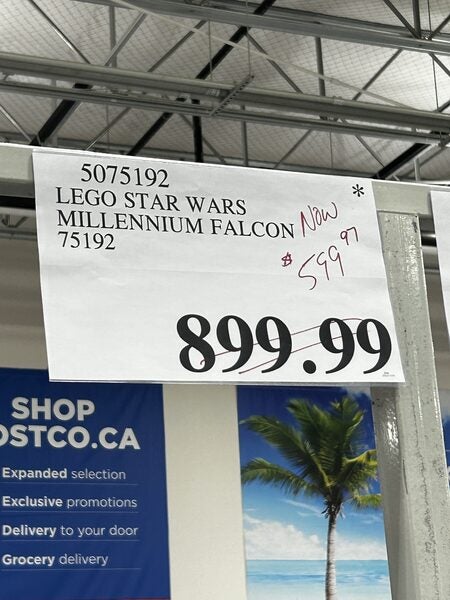 5075192
*
LEGO STAR WARS
MILLENNIUM FALCON
75192
Now
$599.97
899.99
SHOP
OSTCO.CA
Expanded selection
Exclusive promotions
Delivery to your door
Grocery delivery